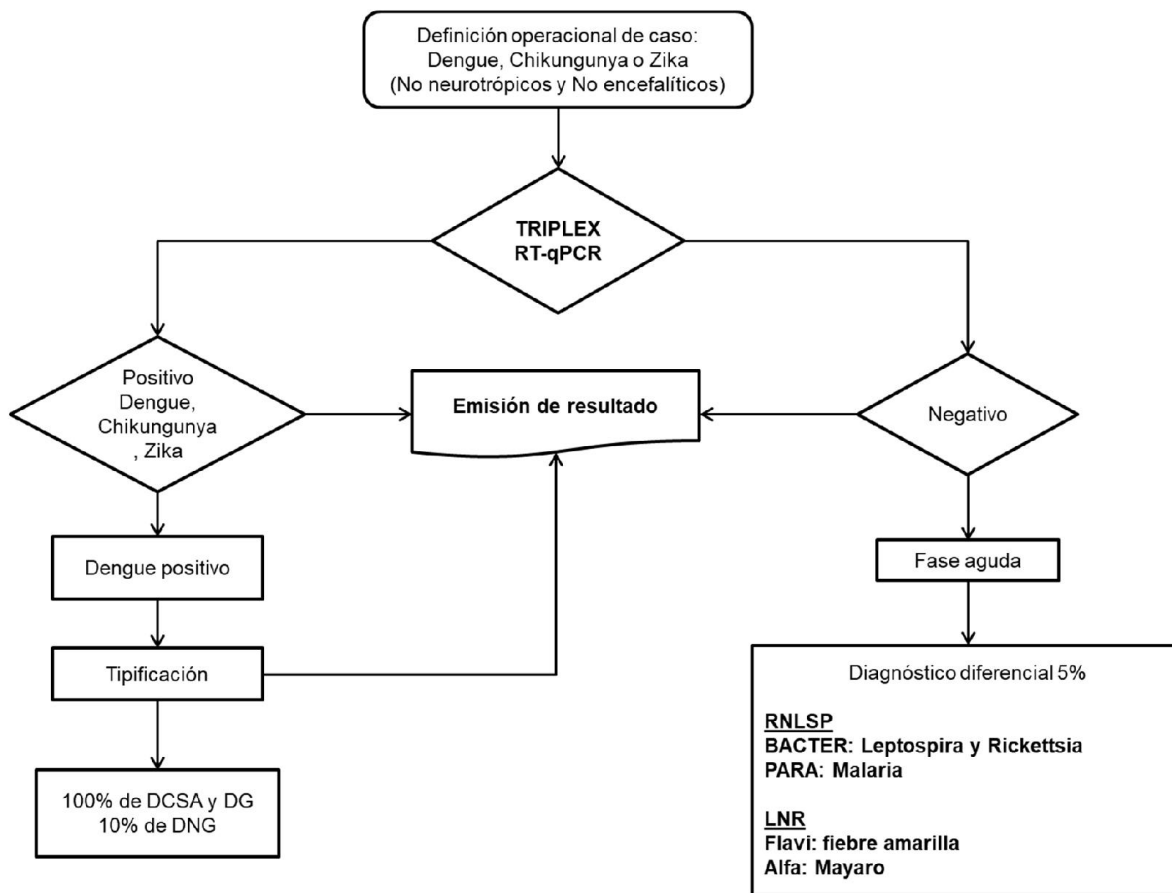 Definición operacional de caso:
Dengue, Chikungunya o Zika
(No neurotrópicos y No encefalíticos)
TRIPLEX
RT-qPCR
Positivo
Dengue,
Chikungunya
, Zika
Emisión de resultado
Negativo
Dengue positivo
Fase aguda
Tipificación
Diagnóstico diferencial 5%
RNLSP
BACTER: Leptospira y Rickettsia
PARA: Malaria
LNR
Flavi: fiebre amarilla
Alfa: Mayaro
100% de DCSA y DG
10% de DNG